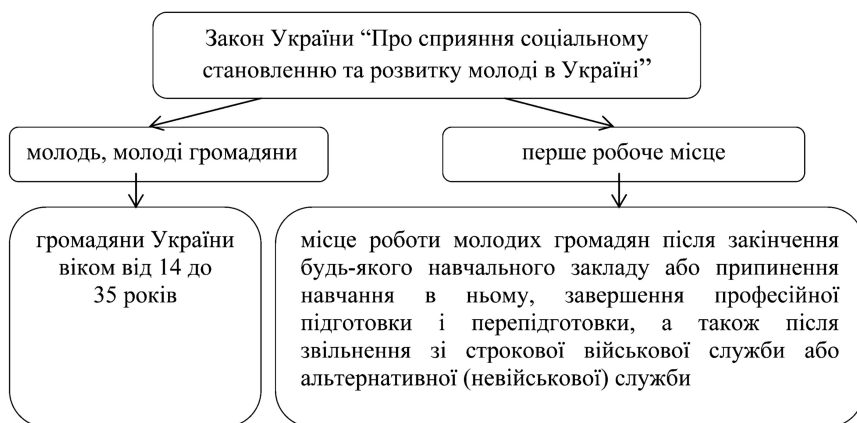 Закон України “Про сприяння соціальному
становленню та розвитку молоді в Україні”
молодь, молоді громадяни
перше робоче місце
громадяни України
віком від 14 до
35 років
місце роботи молодих громадян після закінчення
будь-якого навчального закладу або припинення
навчання в ньому, завершення професійної
підготовки і перепідготовки, а також після
звільнення зі строкової військової служби або
альтернативної (невійськової) служби